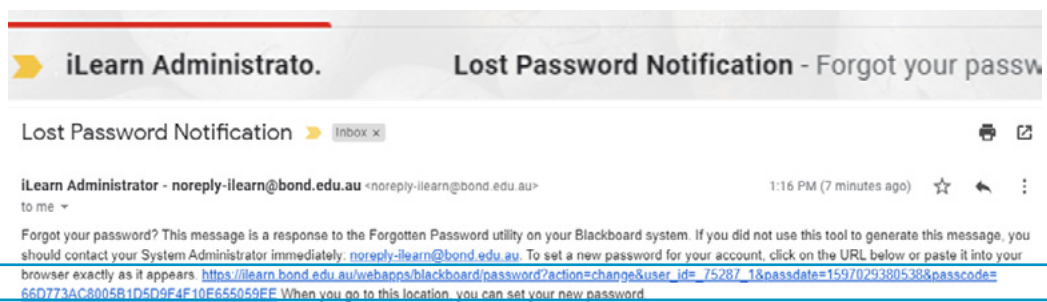 iLearn Administrato. Lost Password Notification - Forgot your passw
Lost Password Notification Inbox x
iLearn Administrator - noreply-ilearn@bond.edu.au <noreply-ilearn@bond.edu.au> 1:16 PM (7 minutes ago)
to me
Forgot your password? This message is a response to the Forgotten Password utility on your Blackboard system. If you did not use this tool to generate this message, you
should contact your System Administrator immediately: noreply-ilearn@bond.edu.au. To set a new password for your account, click on the URL below or paste it into your
browser exactly as it appears. https://ilearn.bond.edu.au/webapps/blackboard/password?action=change&user_id=_75287_1&passdate=1597029380538&passcode=
66D773AC8005B1D5D9F4F10F655059EE When you go to this location, you can set your new password.